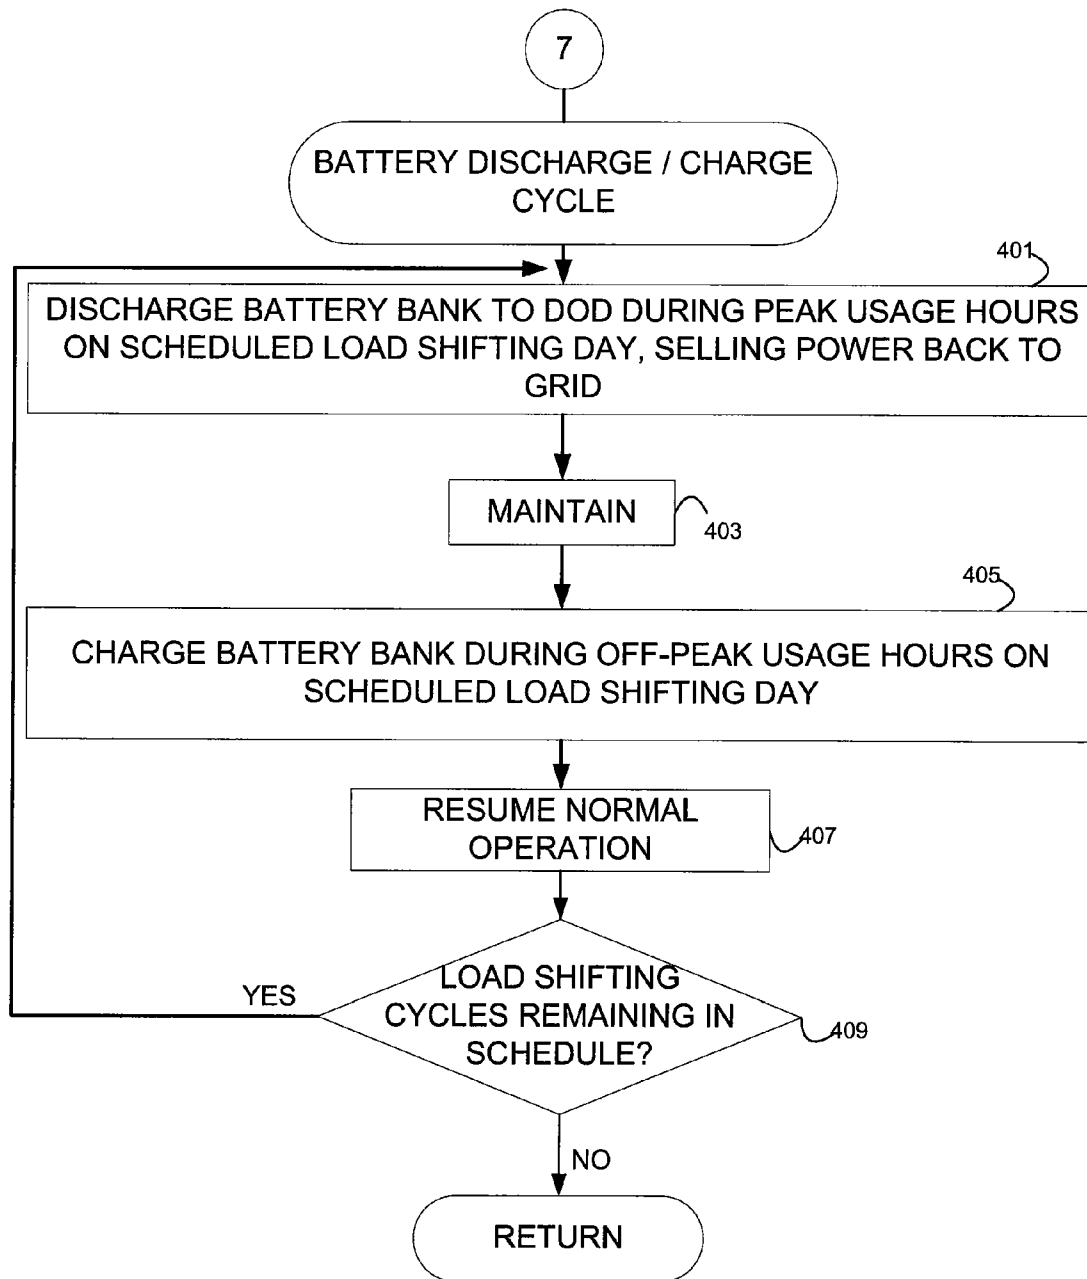 7
BATTERY DISCHARGE / CHARGE
CYCLE
401
DISCHARGE BATTERY BANK TO DOD DURING PEAK USAGE HOURS
ON SCHEDULED LOAD SHIFTING DAY, SELLING POWER BACK TO
GRID
MAINTAIN
403
405
CHARGE BATTERY BANK DURING OFF-PEAK USAGE HOURS ON
SCHEDULED LOAD SHIFTING DAY
RESUME NORMAL
OPERATION
407
LOAD SHIFTING
CYCLES REMAINING IN
SCHEDULE?
YES
409
NO
RETURN